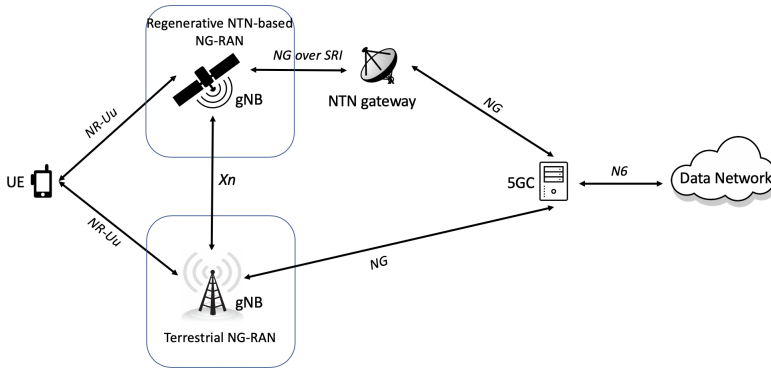 Regenerative NTN-based
NG-RAN
NG over SRI
gNB
NTN gateway
NR-Uu
NG
UE
Xn
5GC
N6
Data Network
NR-Uu
NG
gNB
Terrestrial NG-RAN